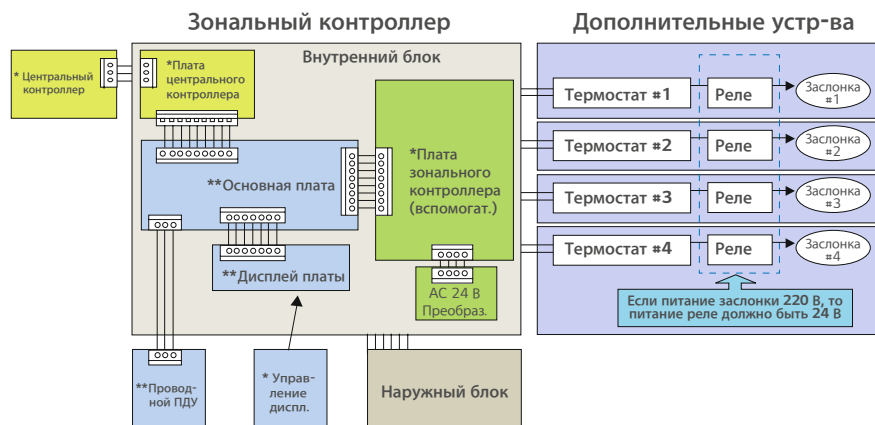 Зональный контроллер
Дополнительные устр-ва
Внутренний блок
* Центральный
контроллер
*Плата
центрального
контроллера
**Основная плата
*Плата
зонального
контроллера
(вспомогат.)
**Дисплей платы
АС 24 В
Преобраз.
**Провод-
ной ПДУ
* Управ-
ление
диспл.
Наружный блок
Термостат #1
Реле
Заслонка
#1
Термостат #2
Реле
Заслонка
#2
Термостат #3
Реле
Заслонка
#3
Термостат #4
Реле
Заслонка
#4
Если питание заслонки 220 В, то
питание реле должно быть 24 В